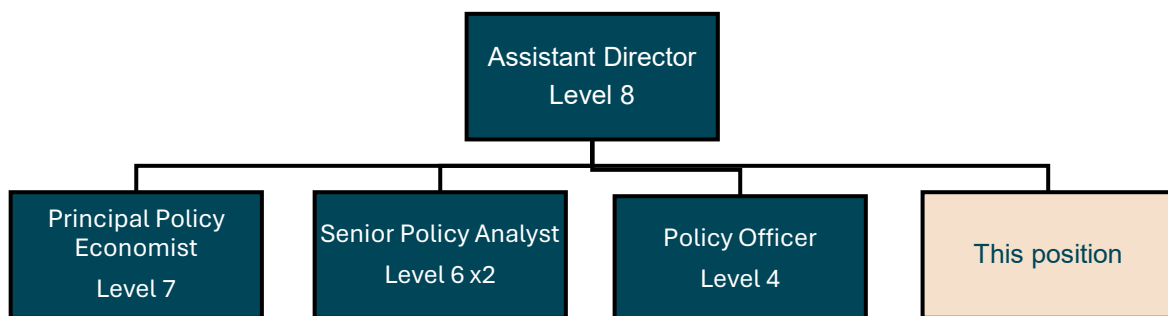 Assistant Director
Level 8
Principal Policy
Economist
Level 7
Senior Policy Analyst
Level 6 x2
Policy Officer
Level 4
This position